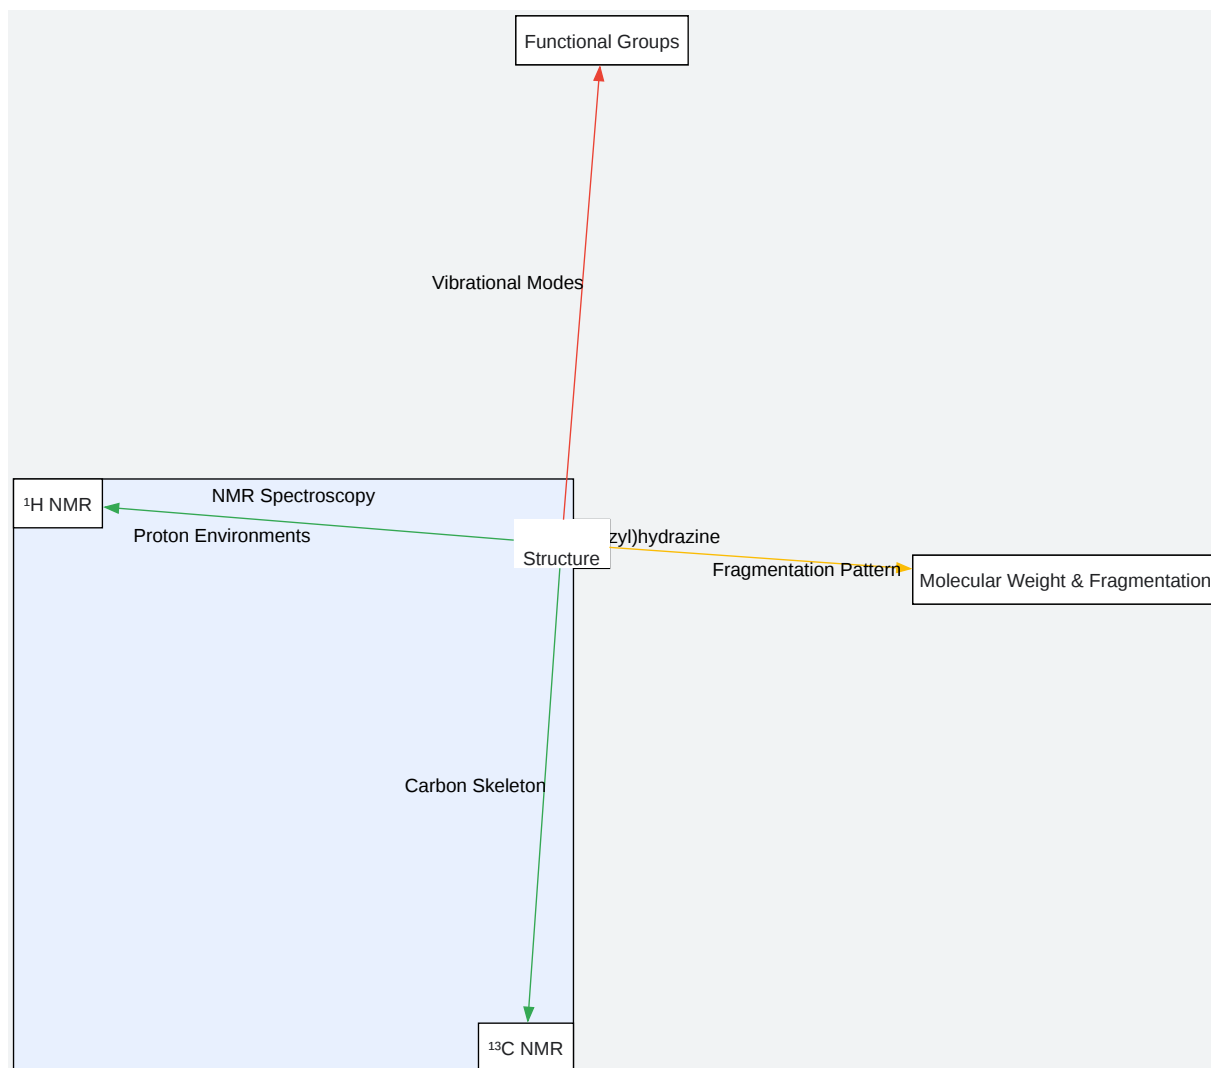 Functional Groups
Vibrational Modes
¹H NMR
NMR Spectroscopy
Proton Environments
zyl)hydrazine
Structure
Fragmentation Pattern
Molecular Weight & Fragmentation
Carbon Skeleton
¹³C NMR